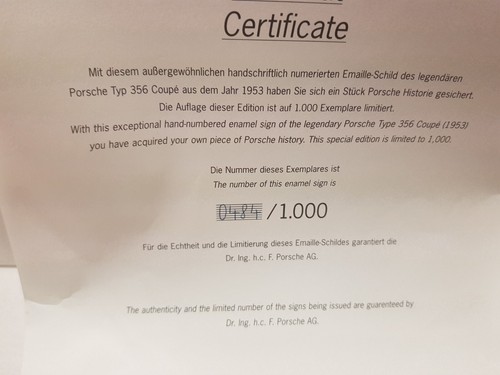 Certificate
Mit diesem außergewöhnlichen handschriftlich numerierten Emaille-Schild des legendären
Porsche Typ 356 Coupé aus dem Jahr 1953 haben Sie sich ein Stück Porsche Historie gesichert.
Die Auflage dieser Edition ist auf 1.000 Exemplare limitiert.
With this exceptional hand-numbered enamel sign of the legendary Porsche Type 356 Coupé (1953)
you have acquired your own piece of Porsche history. This special edition is limited to 1,000.
Die Nummer dieses Exemplares ist
The number of this enamel sign is
0484 / 1.000
Für die Echtheit und die Limitierung dieses Emaille-Schildes garantiert die
Dr. Ing. h.c. F. Porsche AG.
The authenticity and the limited number of the signs being issued are guarenteed by
Dr. Ing. h.c. F. Porsche AG.